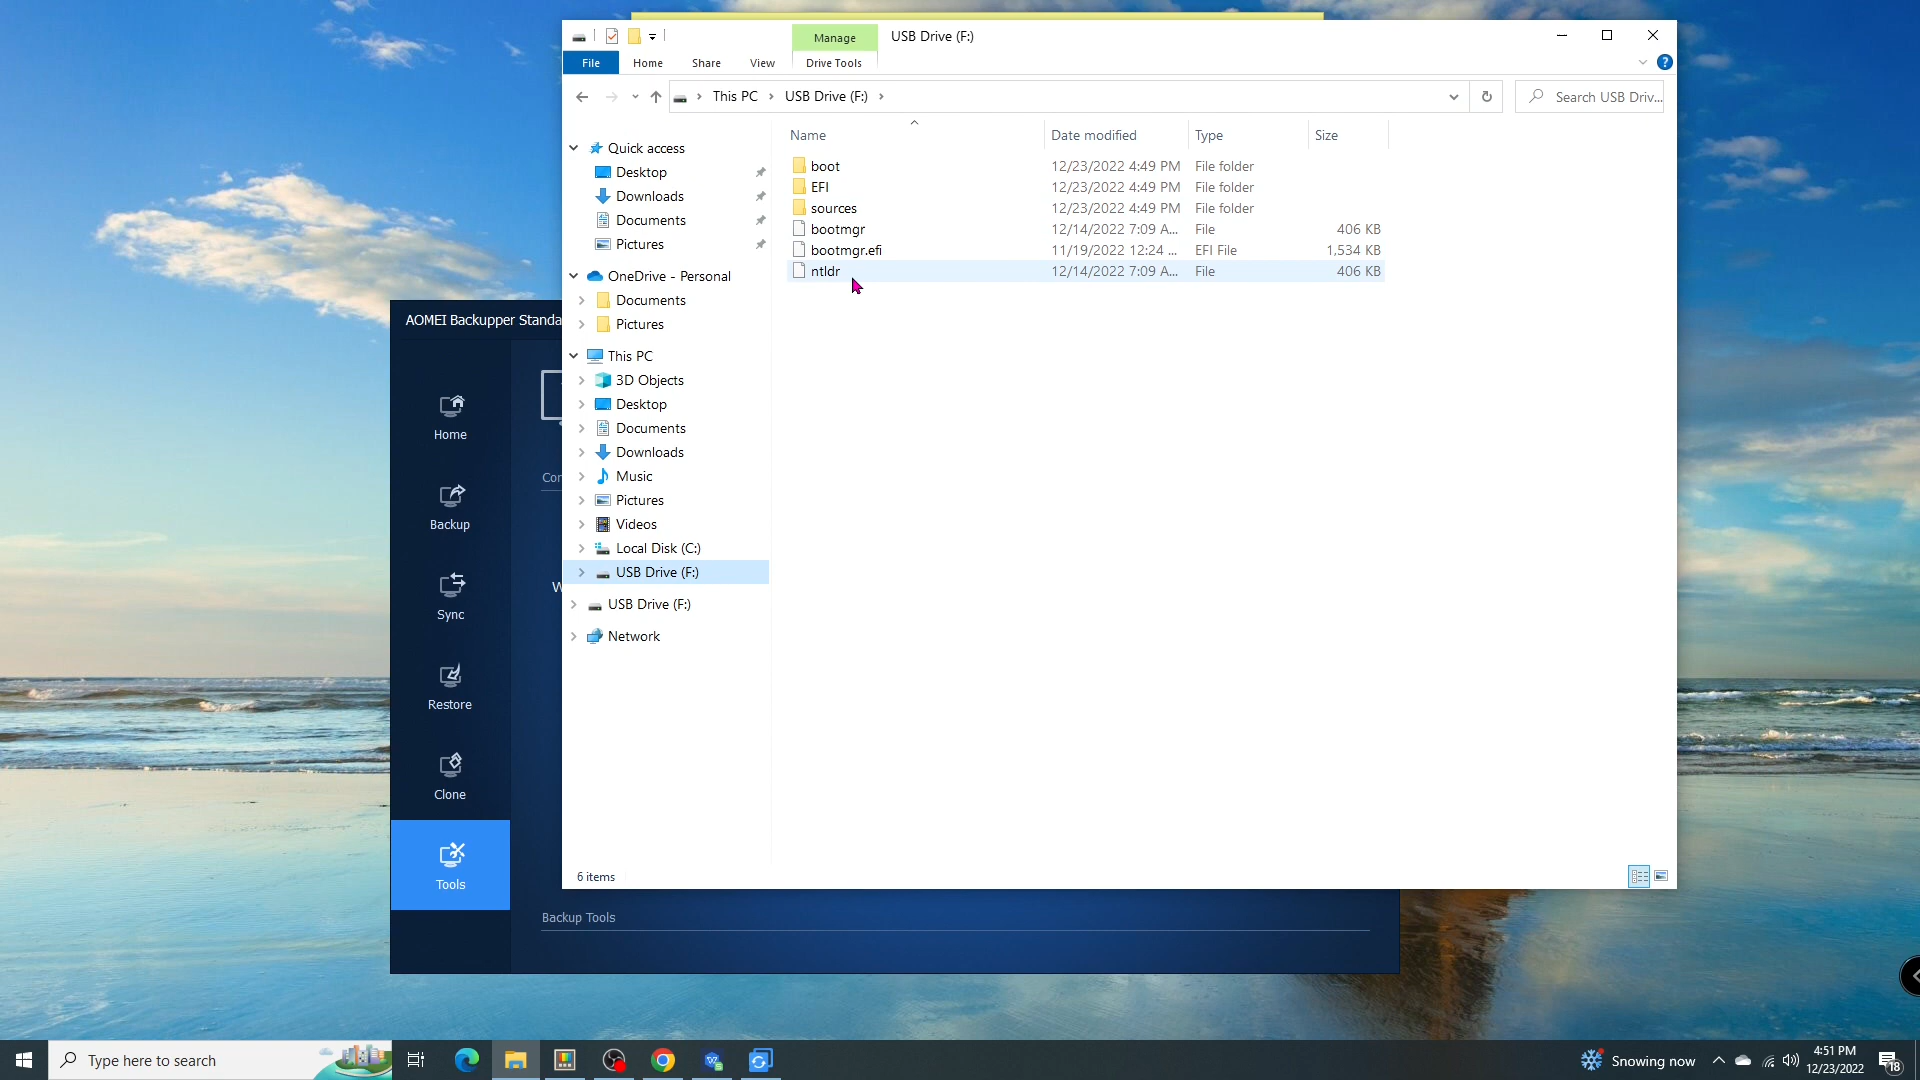 Manage
USB Drive (F:)
File
Home
Share
View
Drive Tools
This PC
USB Drive (F:)
Search USB Driv...
Name
Date modified
Type
Size
boot
12/23/2022 4:49 PM
File folder
EFI
12/23/2022 4:49 PM
File folder
sources
12/23/2022 4:49 PM
File folder
bootmgr
12/14/2022 7:09 A...
File
406 KB
bootmgr.efi
11/19/2022 12:24 ...
EFI File
1,534 KB
ntldr
12/14/2022 7:09 A...
File
406 KB
Quick access
Desktop
Downloads
Documents
Pictures
OneDrive - Personal
Documents
Pictures
This PC
3D Objects
Desktop
Documents
Downloads
Music
Pictures
Videos
Local Disk (C:)
USB Drive (F:)
USB Drive (F:)
Network
6 items
AOMEI Backupper Standa
Home
Backup
Sync
Restore
Clone
Tools
Cor
W
Backup Tools
Type here to search
Snowing now
4:51 PM
12/23/2022
18